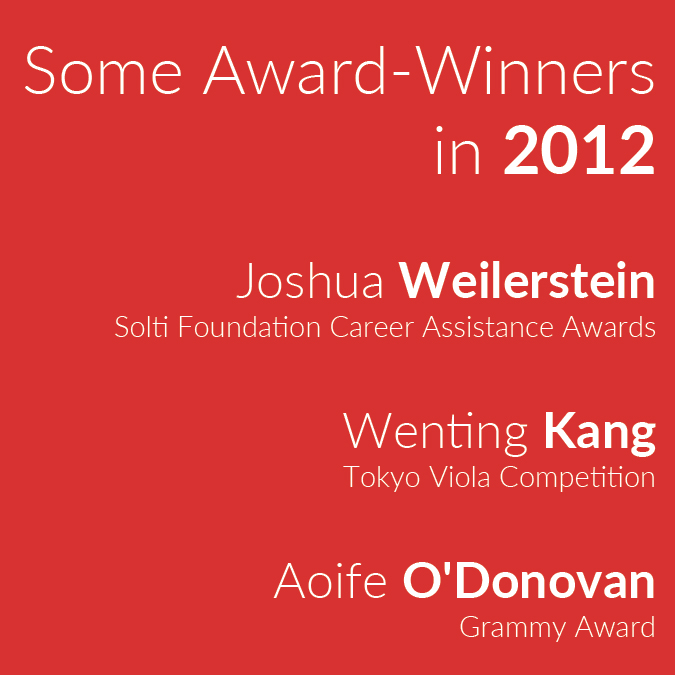 Some Award-Winners
in 2012
Joshua Weilerstein
Solti Foundation Career Assistance Awards
Wenting Kang
Tokyo Viola Competition
Aoife O'Donovan
Grammy Award